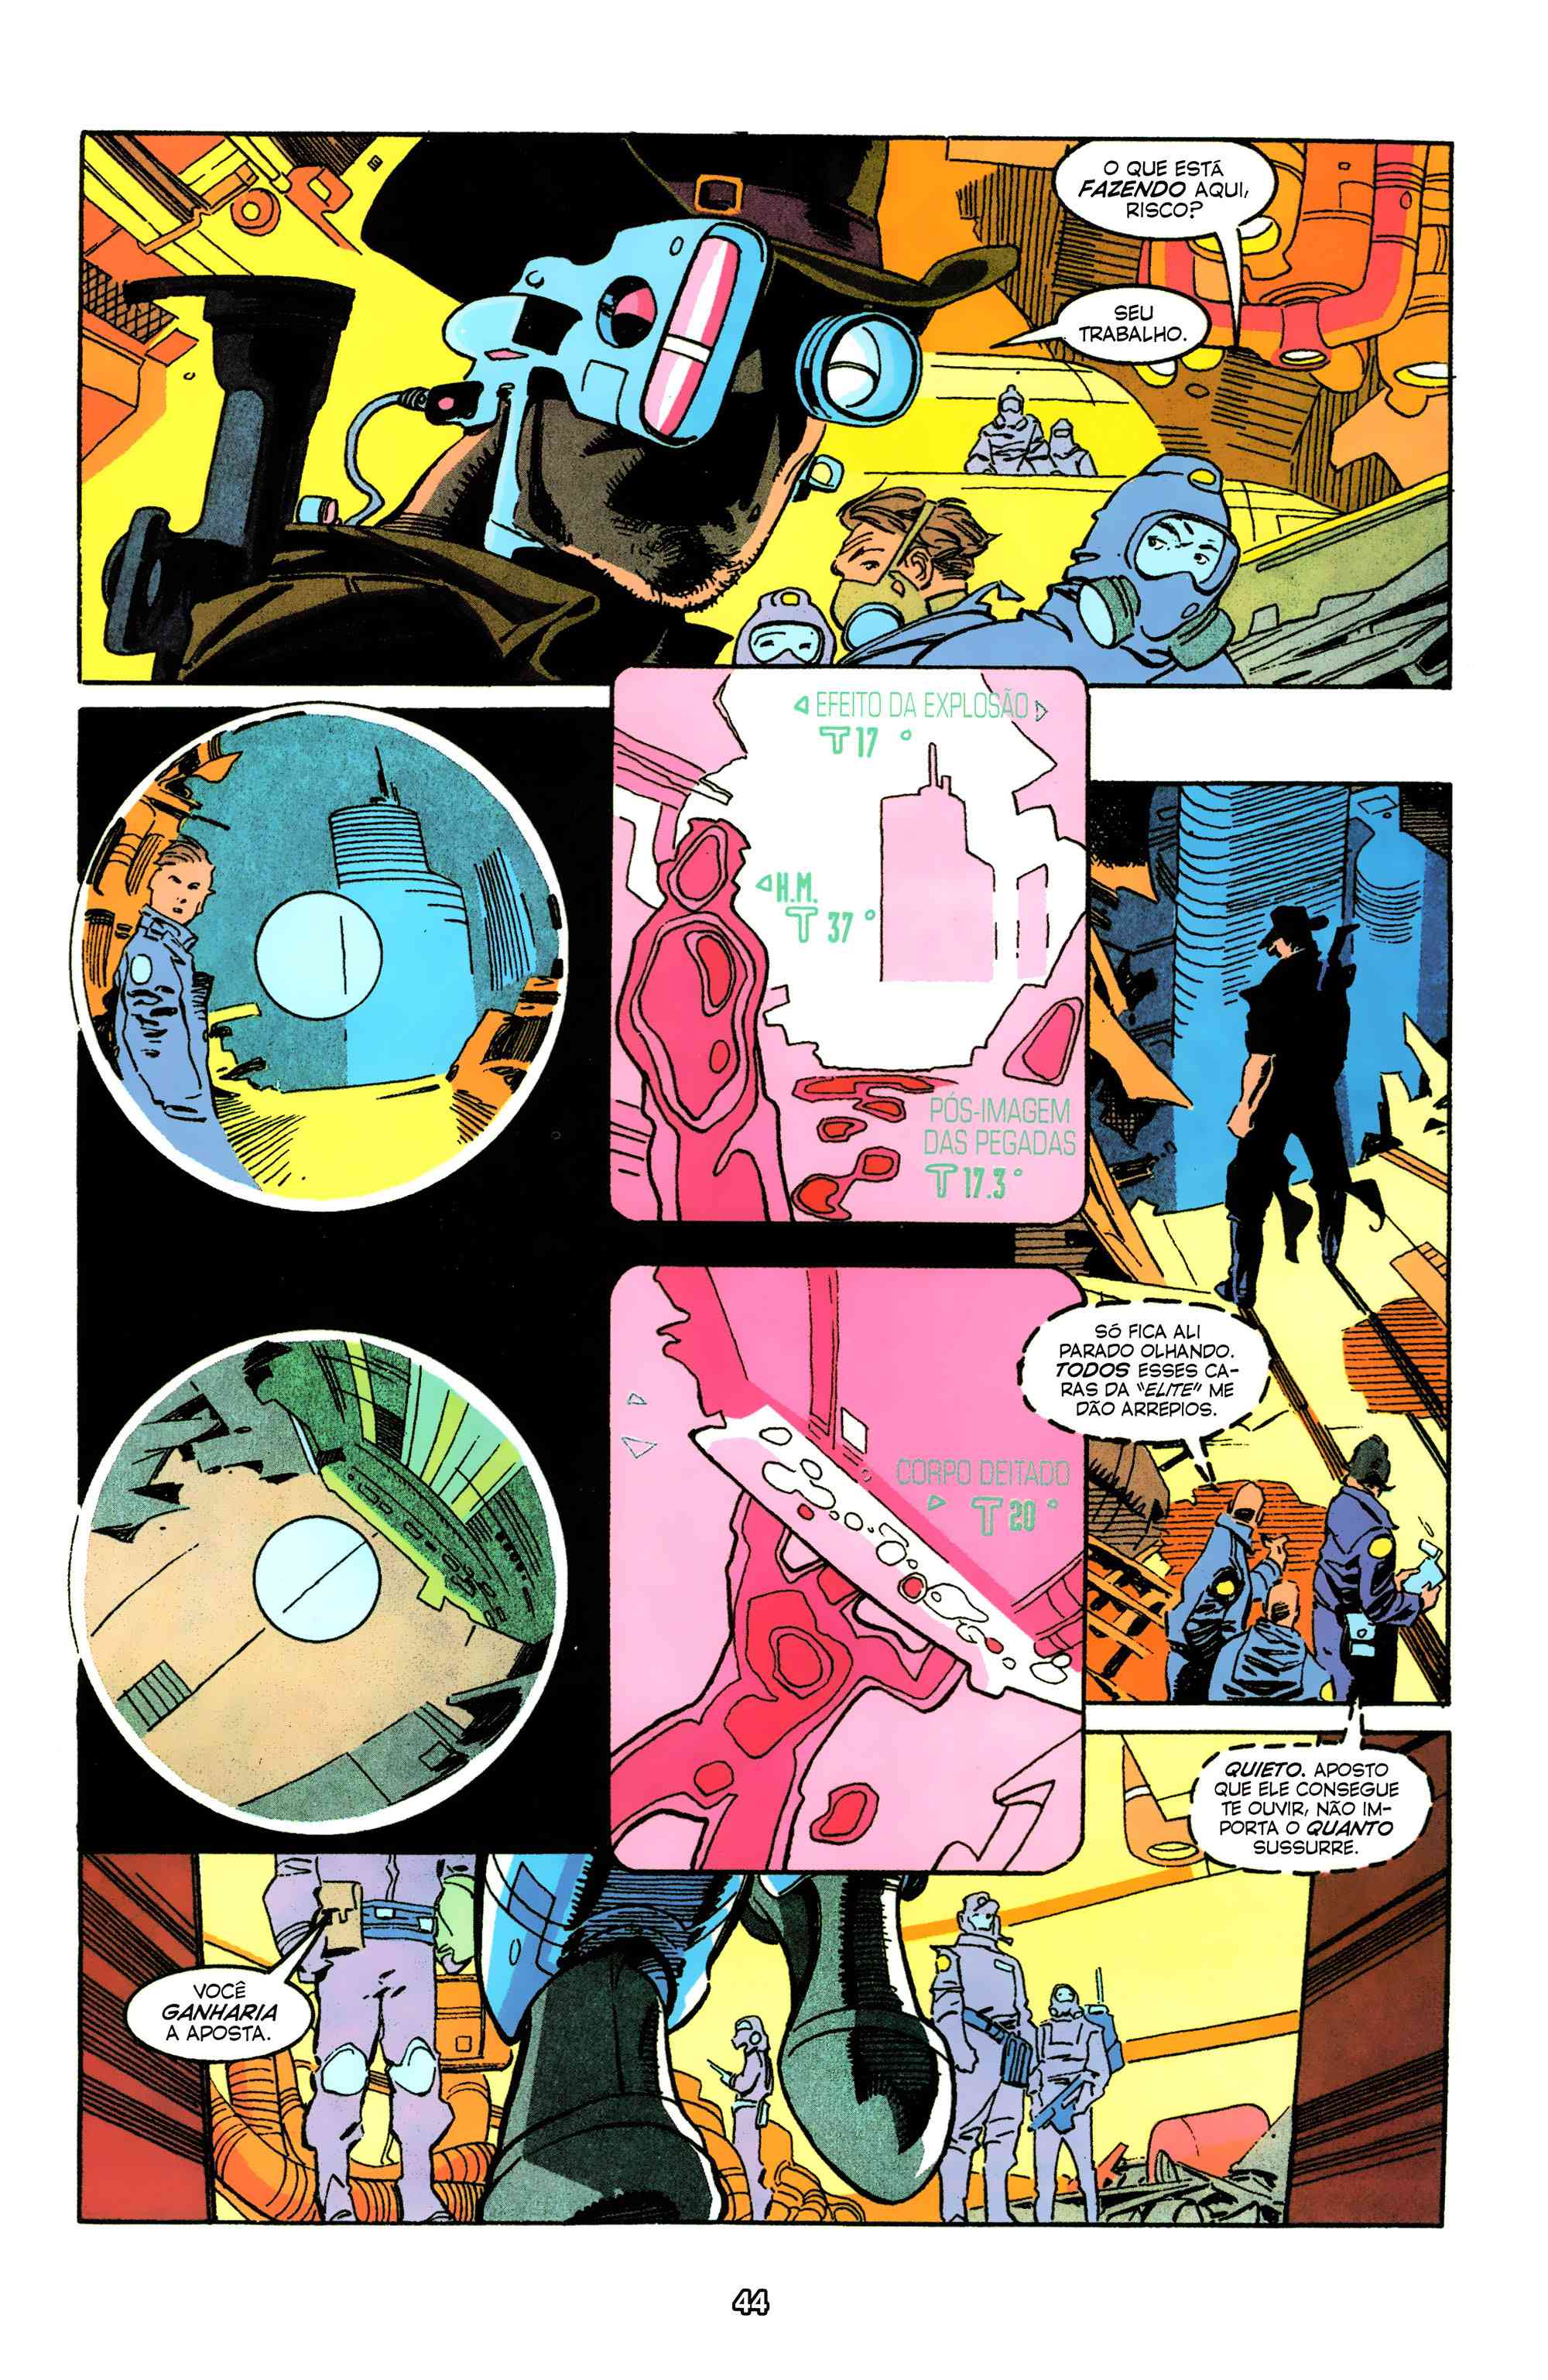 O QUE ESTÁ
FAZENDO AQUI,
RISCO?
SEU
TRABALHO.
EFEITO DA EXPLOSÃO
T 17 °
H.M.
T 37 °
PÓS-IMAGEM
DAS PEGADAS
T 17.3 °
CORPO DEITADO
T 20 °
SÓ FICA ALI
PARADO OLHANDO.
TODOS ESSES CA-
RAS DA "ELITE" ME
DÃO ARREPIOS.
QUIETO. APOSTO
QUE ELE CONSEGUE
TE OUVIR, NÃO IM-
PORTA O QUANTO
SUSSURRE.
VOCÊ
GANHARIA
A APOSTA.
44